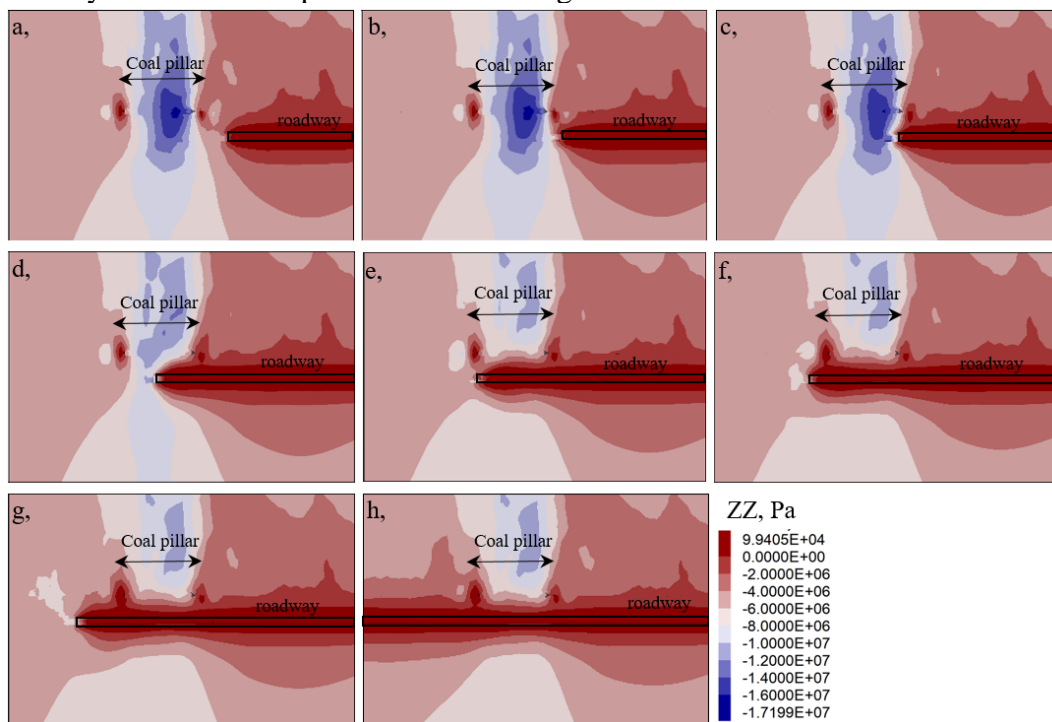 a,
Coal pillar
roadway
b,
Coal pillar
roadway
c,
Coal pillar
roadway
d,
Coal pillar
roadway
e,
Coal pillar
roadway
f,
Coal pillar
roadway
g,
Coal pillar
roadway
h,
Coal pillar
roadway
ZZ, Pa
9.9405E+04
0.0000E+00
-2.0000E+06
-4.0000E+06
-6.0000E+06
-8.0000E+06
-1.0000E+07
-1.2000E+07
-1.4000E+07
-1.6000E+07
-1.7199E+07